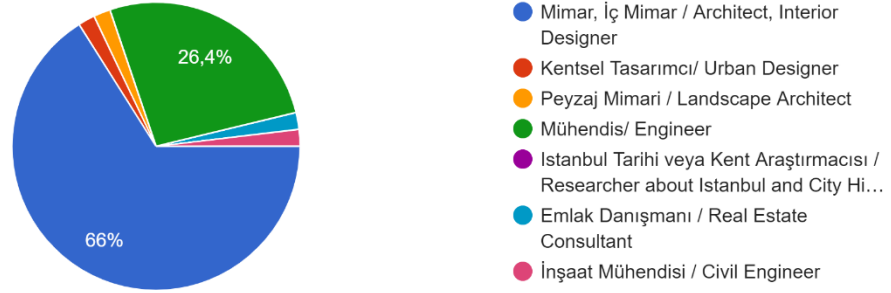 26,4%
66%
Mimar, İç Mimar / Architect, Interior
Designer
Kentsel Tasarımcı/ Urban Designer
Peyzaj Mimari / Landscape Architect
Mühendis/ Engineer
Istanbul Tarihi veya Kent Araştırmacısı /
Researcher about Istanbul and City Hi…
Emlak Danışmanı / Real Estate
Consultant
İnşaat Mühendisi / Civil Engineer